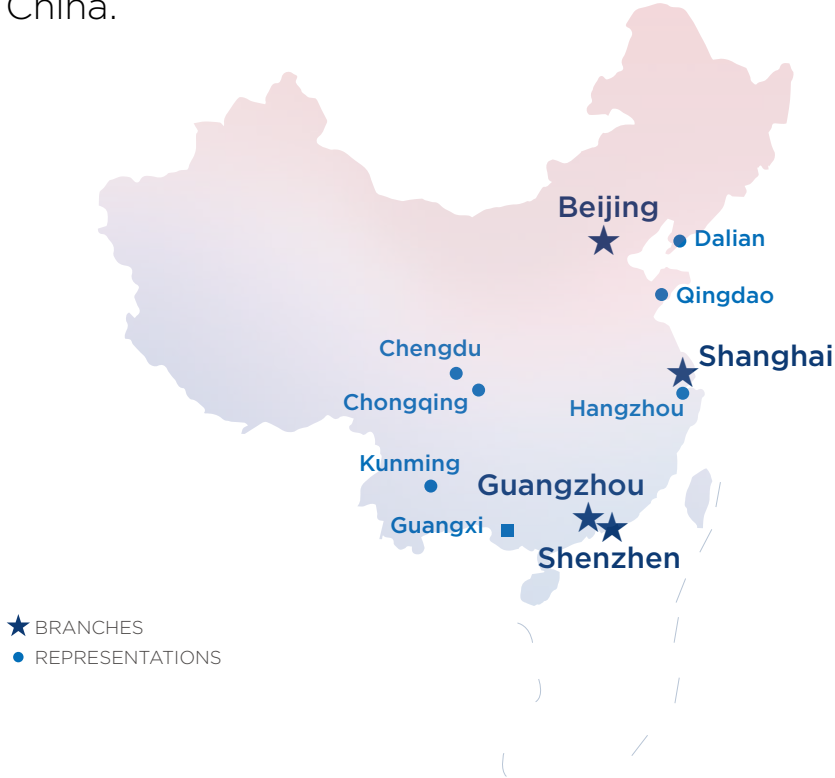 China.
Beijing
Dalian
Qingdao
Shanghai
Chengdu
Chongqing
Hangzhou
Kunming
Guangzhou
Guangxi
Shenzhen
BRANCHES
REPRESENTATIONS